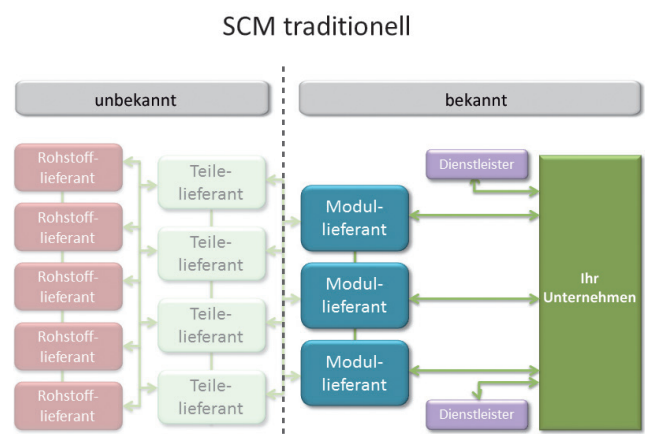 SCM traditionell
unbekannt
bekannt
Rohstoff-
lieferant
Rohstoff-
lieferant
Rohstoff-
lieferant
Rohstoff-
lieferant
Rohstoff-
lieferant
Teile-
lieferant
Teile-
lieferant
Teile-
lieferant
Teile-
lieferant
Modul-
lieferant
Modul-
lieferant
Modul-
lieferant
Dienstleister
Dienstleister
Ihr
Unternehmen